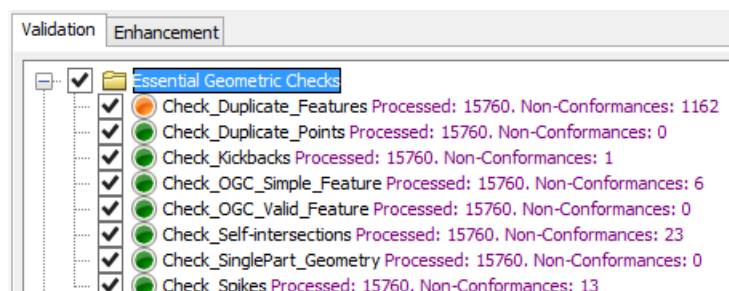 Validation Enhancement
Essential Geometric Checks
Check_Duplicate_Features Processed: 15760. Non-Conformances: 1162
Check_Duplicate_Points Processed: 15760. Non-Conformances: 0
Check_Kickbacks Processed: 15760. Non-Conformances: 1
Check_OGC_Simple_Feature Processed: 15760. Non-Conformances: 6
Check_OGC_Valid_Feature Processed: 15760. Non-Conformances: 0
Check_Self-intersections Processed: 15760. Non-Conformances: 23
Check_SinglePart_Geometry Processed: 15760. Non-Conformances: 0
Check_Spikes Processed: 15760. Non-Conformances: 13